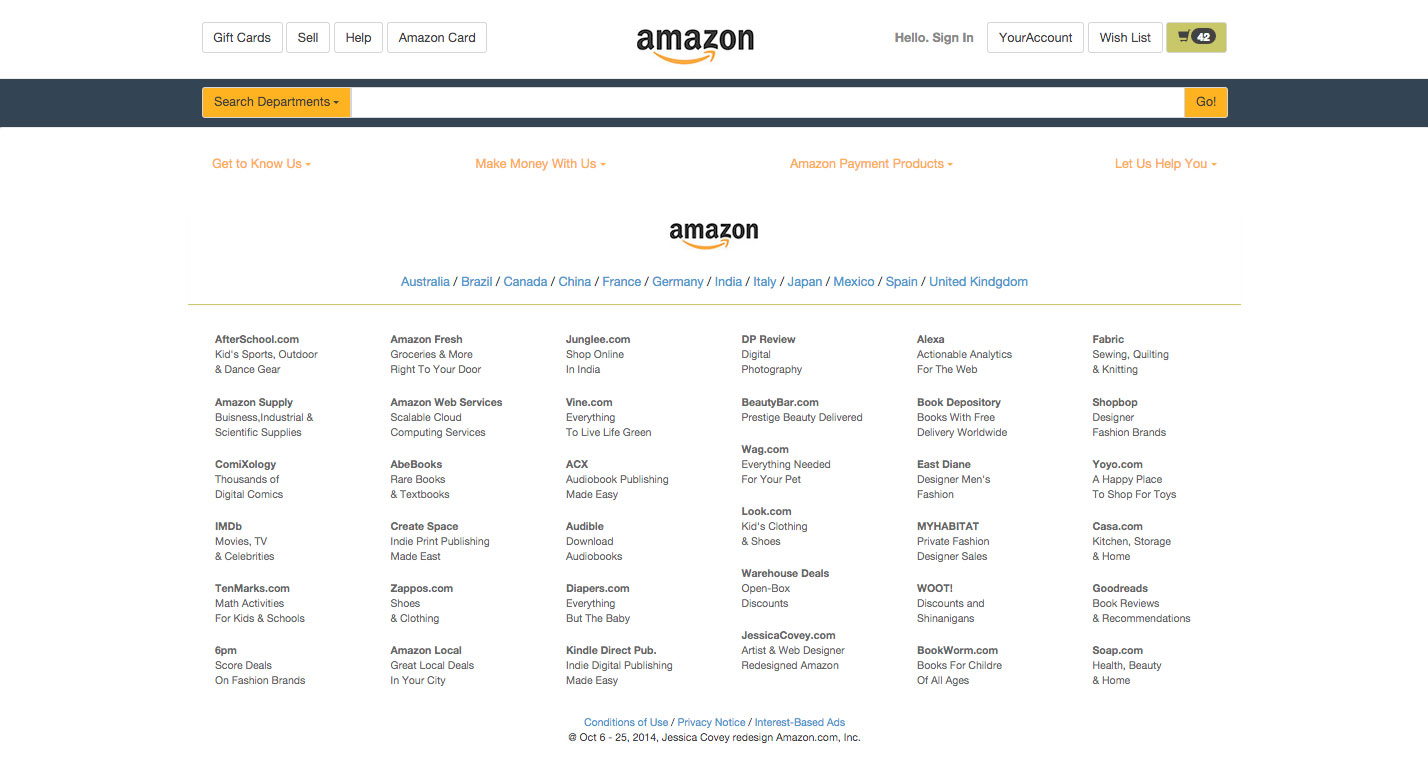 Gift Cards Sell Help Amazon Card amazon Hello. Sign In YourAccount Wish List 42
Search Departments Go!
Get to Know Us Make Money With Us Amazon Payment Products Let Us Help You
amazon
Australia / Brazil / Canada / China / France / Germany / India / Italy / Japan / Mexico / Spain / United Kindgdom
AfterSchool.com
Kid's Sports, Outdoor
& Dance Gear
Amazon Supply
Buisness,Industrial &
Scientific Supplies
ComiXology
Thousands of
Digital Comics
IMDb
Movies, TV
& Celebrities
TenMarks.com
Math Activities
For Kids & Schools
6pm
Score Deals
On Fashion Brands
Amazon Fresh
Groceries & More
Right To Your Door
Amazon Web Services
Scalable Cloud
Computing Services
AbeBooks
Rare Books
& Textbooks
Create Space
Indie Print Publishing
Made East
Zappos.com
Shoes
& Clothing
Amazon Local
Great Local Deals
In Your City
Junglee.com
Shop Online
In India
Vine.com
Everything
To Live Life Green
ACX
Audiobook Publishing
Made Easy
Audible
Download
Audiobooks
Diapers.com
Everything
But The Baby
Kindle Direct Pub.
Indie Digital Publishing
Made Easy
DP Review
Digital
Photography
BeautyBar.com
Prestige Beauty Delivered
Wag.com
Everything Needed
For Your Pet
Look.com
Kid's Clothing
& Shoes
Warehouse Deals
Open-Box
Discounts
JessicaCovey.com
Artist & Web Designer
Redesigned Amazon
Alexa
Actionable Analytics
For The Web
Book Depository
Books With Free
Delivery Worldwide
East Diane
Designer Men's
Fashion
MYHABITAT
Private Fashion
Designer Sales
WOOT!
Discounts and
Shinanigans
BookWorm.com
Books For Childre
Of All Ages
Fabric
Sewing, Quilting
& Knitting
Shopbop
Designer
Fashion Brands
Yoyo.com
A Happy Place
To Shop For Toys
Casa.com
Kitchen, Storage
& Home
Goodreads
Book Reviews
& Recommendations
Soap.com
Health, Beauty
& Home
Conditions of Use / Privacy Notice / Interest-Based Ads
@ Oct 6 - 25, 2014, Jessica Covey redesign Amazon.com, Inc.